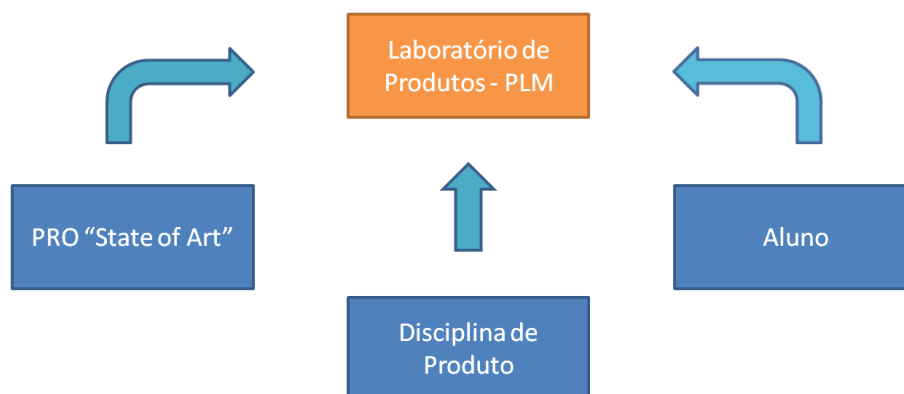 Laboratório de
Produtos - PLM
PRO “State of Art”
Aluno
Disciplina de
Produto